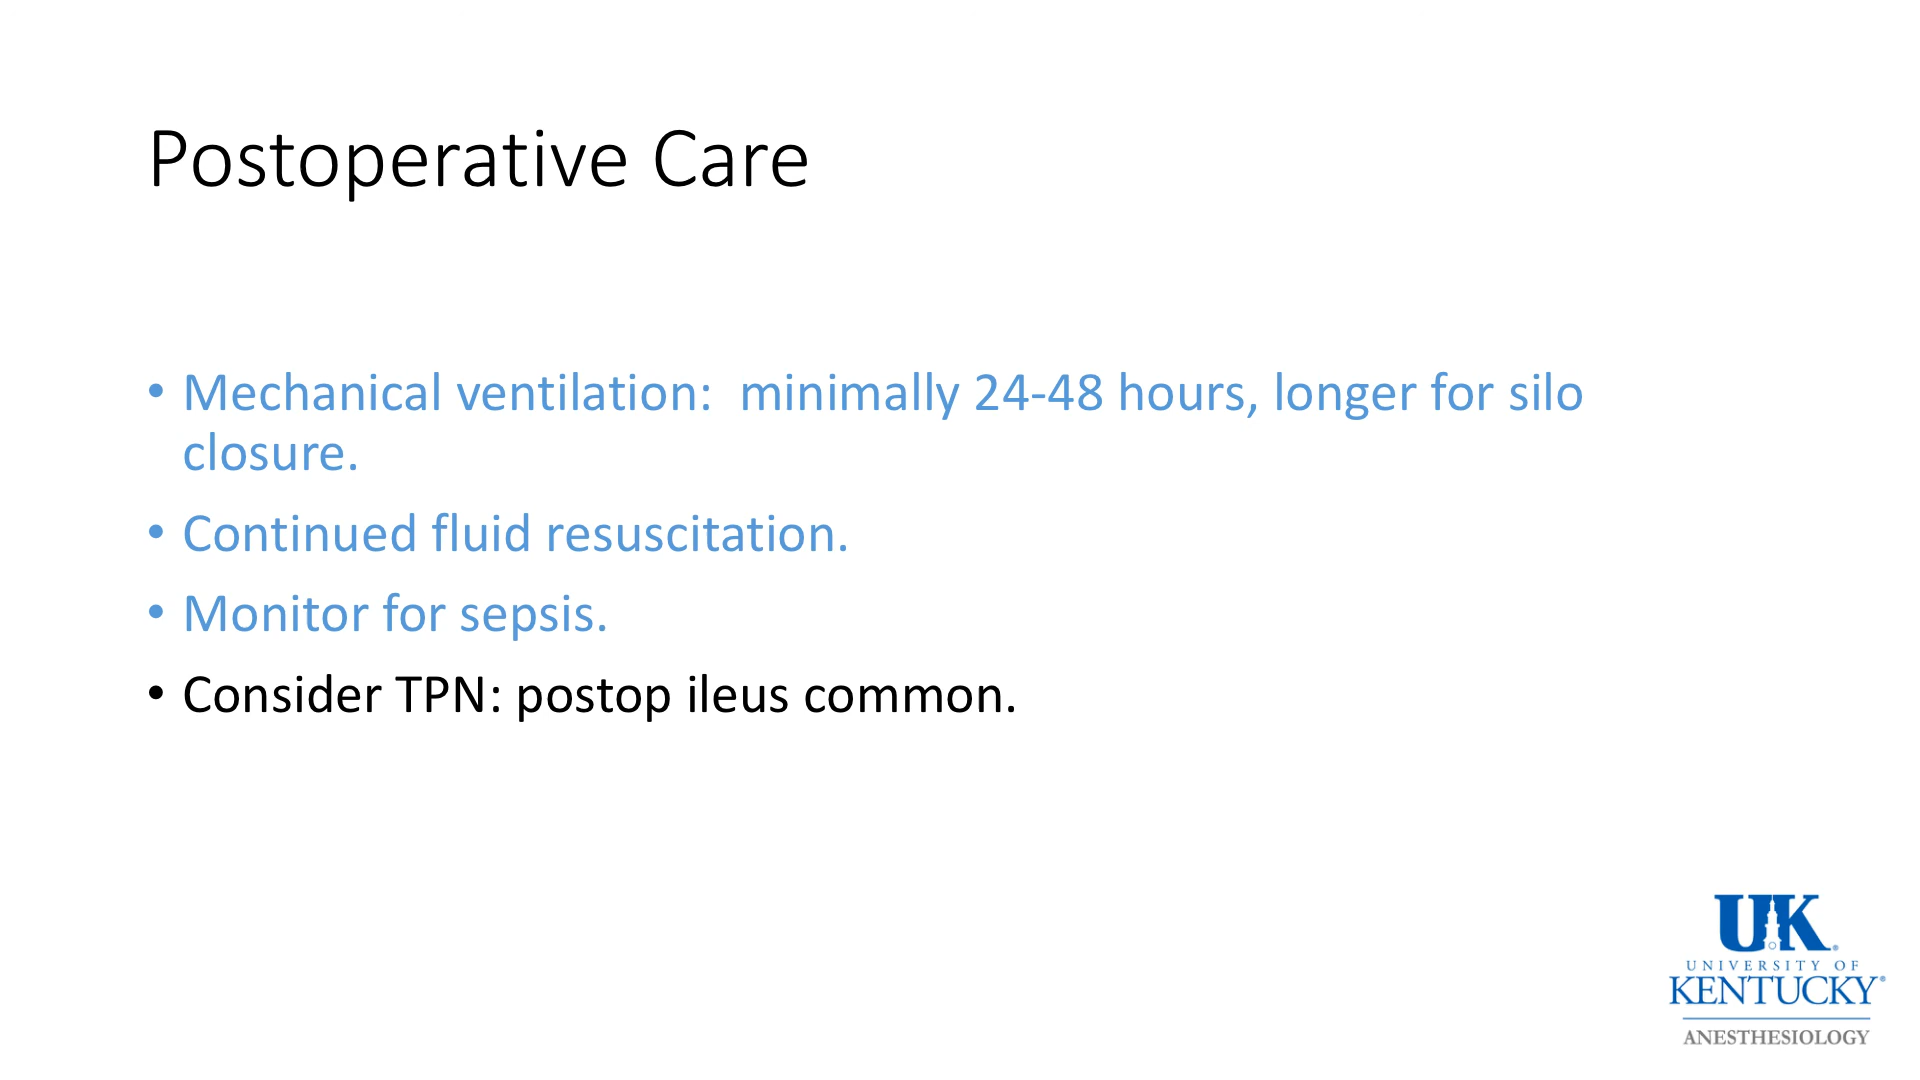 Postoperative Care
• Mechanical ventilation:  minimally 24-48 hours, longer for silo
closure.
• Continued fluid resuscitation.
• Monitor for sepsis.
• Consider TPN: postop ileus common.
UK®
UNIVERSITY OF
KENTUCKY®
ANESTHESIOLOGY